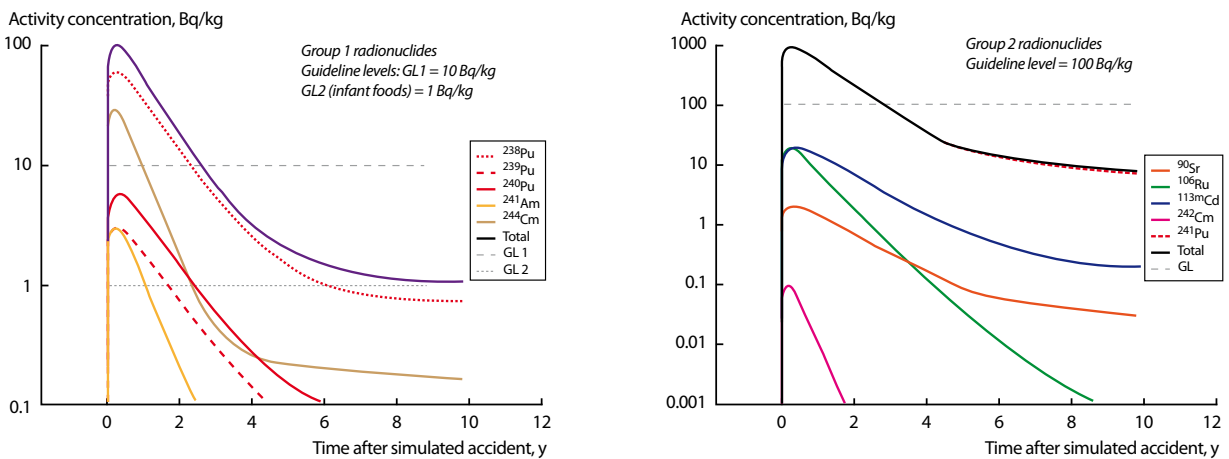 Activity concentration, Bq/kg
100
10
1
0.1
0
2
4
6
8
10
12
Time after simulated accident, y
Group 1 radionuclides
Guideline levels: GL1 = 10 Bq/kg
GL2 (infant foods) = 1 Bq/kg
238Pu
239Pu
240Pu
241Am
244Cm
Total
GL 1
GL 2
Activity concentration, Bq/kg
1000
100
10
1
0.1
0.01
0.001
0
2
4
6
8
10
12
Time after simulated accident, y
Group 2 radionuclides
Guideline level = 100 Bq/kg
90Sr
106Ru
113mCd
242Cm
241Pu
Total
GL